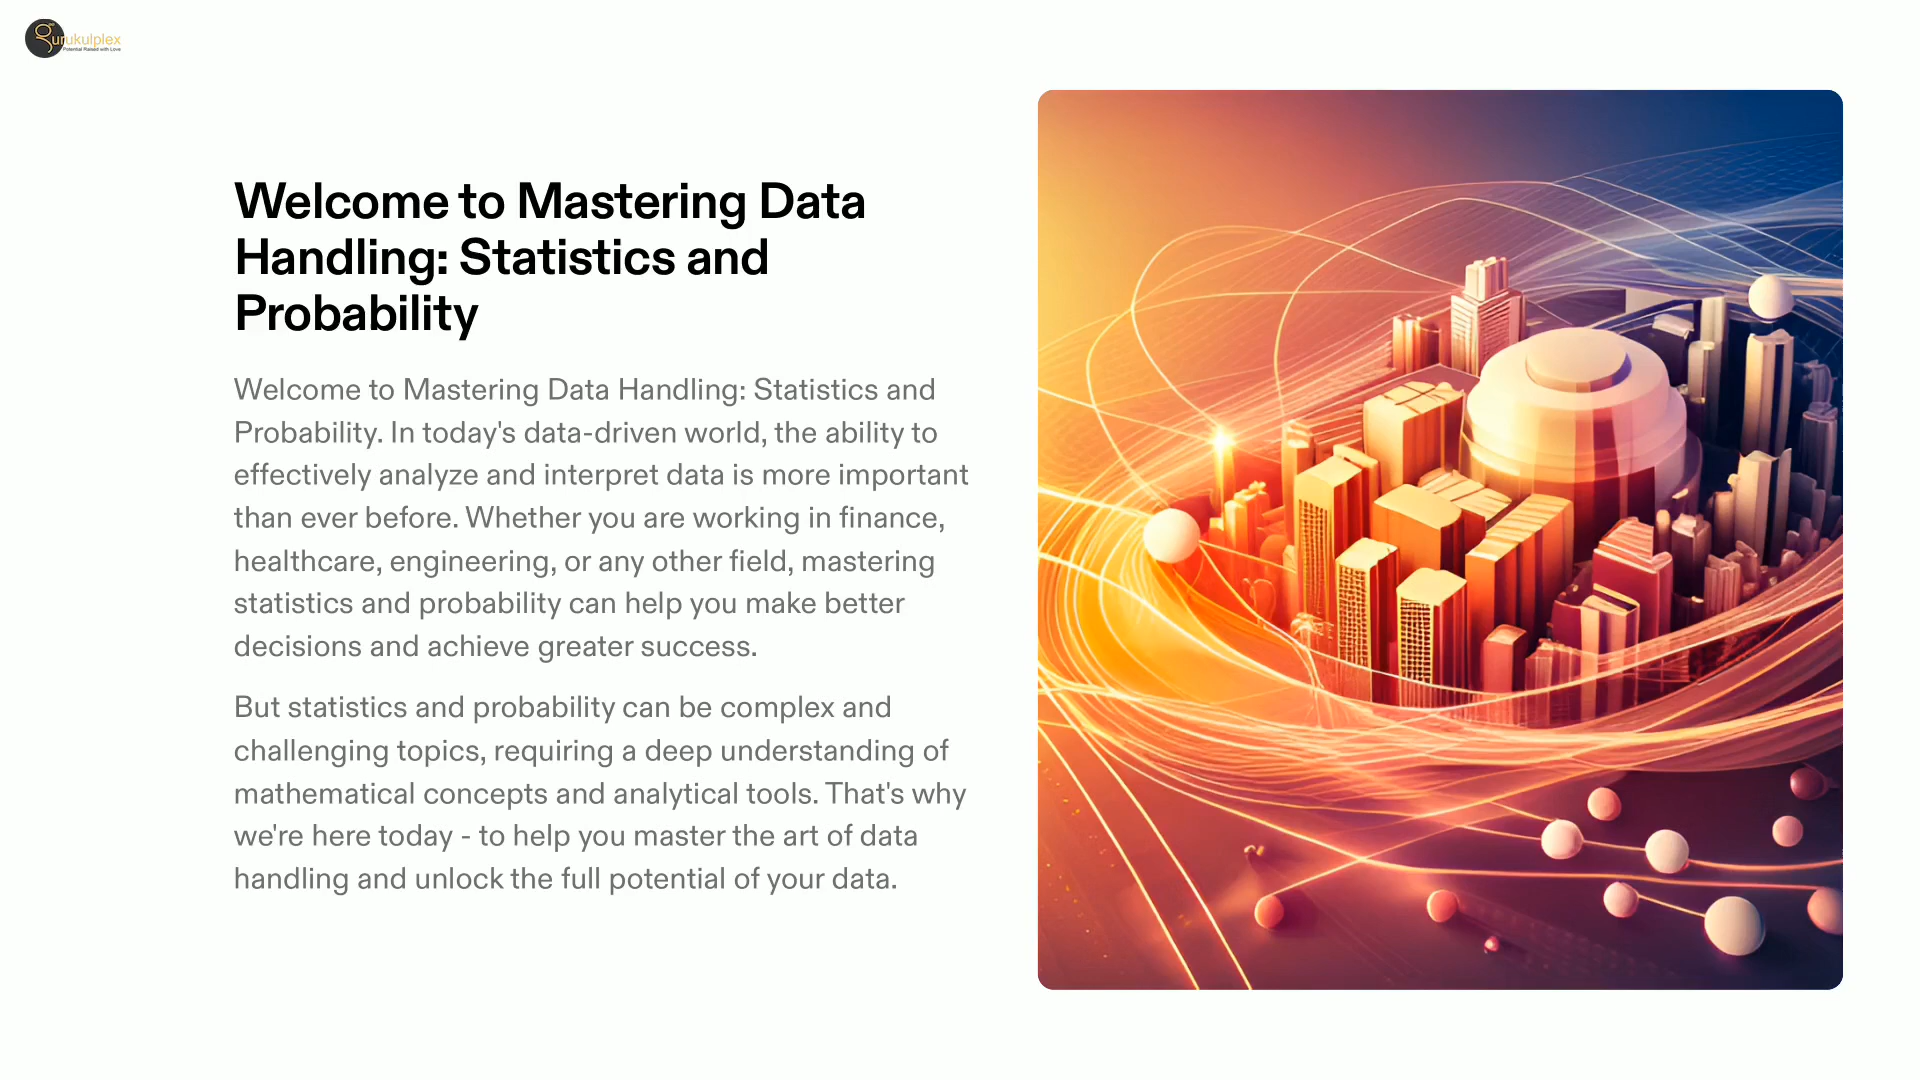 gurukulplex
Potential Raised with Love
Welcome to Mastering Data
Handling: Statistics and
Probability
Welcome to Mastering Data Handling: Statistics and
Probability. In today's data-driven world, the ability to
effectively analyze and interpret data is more important
than ever before. Whether you are working in finance,
healthcare, engineering, or any other field, mastering
statistics and probability can help you make better
decisions and achieve greater success.
But statistics and probability can be complex and
challenging topics, requiring a deep understanding of
mathematical concepts and analytical tools. That's why
we're here today - to help you master the art of data
handling and unlock the full potential of your data.